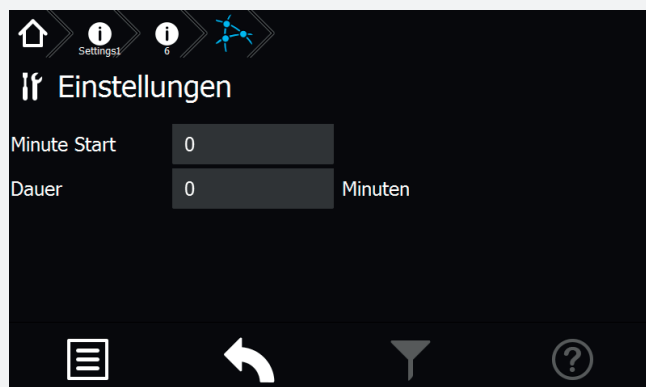 Settings1
6
Einstellungen
Minute Start 0
Dauer 0 Minuten